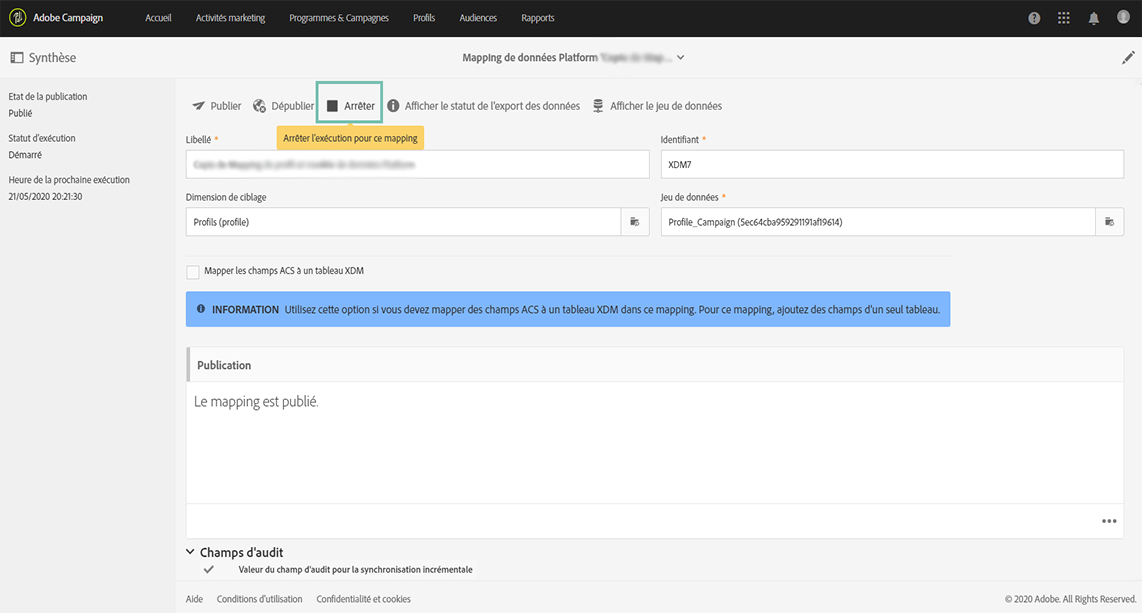 Adobe Campaign Accueil Activités marketing Programmes & Campagnes Profils Audiences Rapports
Synthèse
Mapping de données Platform
Etat de la publication
Publié
Statut d'exécution
Démarré
Heure de la prochaine exécution
21/05/2020 20:21:30
Publier Dépublier Arrêter Afficher le statut de l'export des données Afficher le jeu de données
Arrêter l'exécution pour ce mapping
Libellé *
Identifiant *
XDM7
Dimension de ciblage
Jeu de données *
Profils (profile)
Profile_Campaign (5ec64cba959291191af19614)
Mapper les champs ACS à un tableau XDM
INFORMATION Utilisez cette option si vous devez mapper des champs ACS à un tableau XDM dans ce mapping. Pour ce mapping, ajoutez des champs d'un seul tableau.
Publication
Le mapping est publié.
Champs d'audit
Valeur du champ d'audit pour la synchronisation incrémentale
Aide Conditions d'utilisation Confidentialité et cookies © 2020 Adobe. All Rights Reserved.